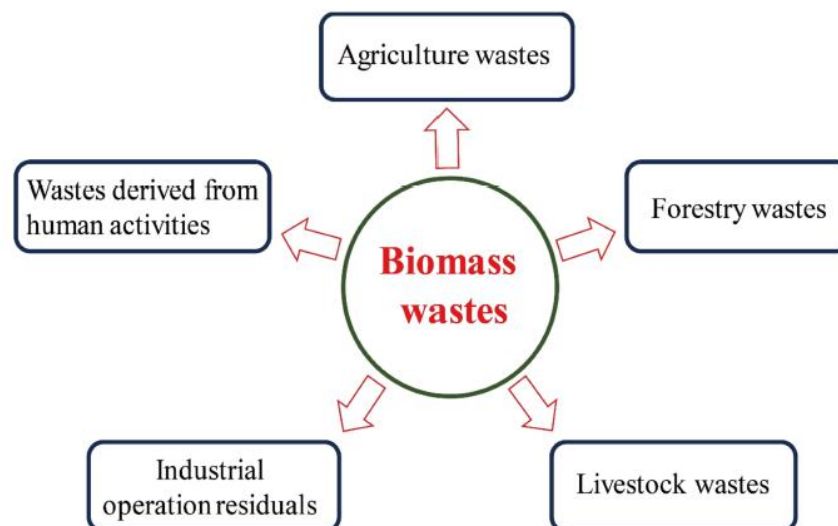 Agriculture wastes
Wastes derived from
human activities
Forestry wastes
Biomass
wastes
Industrial
operation residuals
Livestock wastes